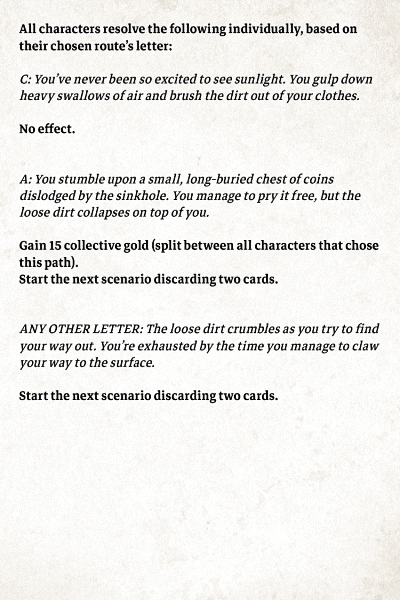 All characters resolve the following individually, based on
their chosen route's letter:
C: You've never been so excited to see sunlight. You gulp down
heavy swallows of air and brush the dirt out of your clothes.
No effect.
A: You stumble upon a small, long-buried chest of coins
dislodged by the sinkhole. You manage to pry it free, but the
loose dirt collapses on top of you.
Gain 15 collective gold (split between all characters that chose
this path).
Start the next scenario discarding two cards.
ANY OTHER LETTER: The loose dirt crumbles as you try to find
your way out. You're exhausted by the time you manage to claw
your way to the surface.
Start the next scenario discarding two cards.